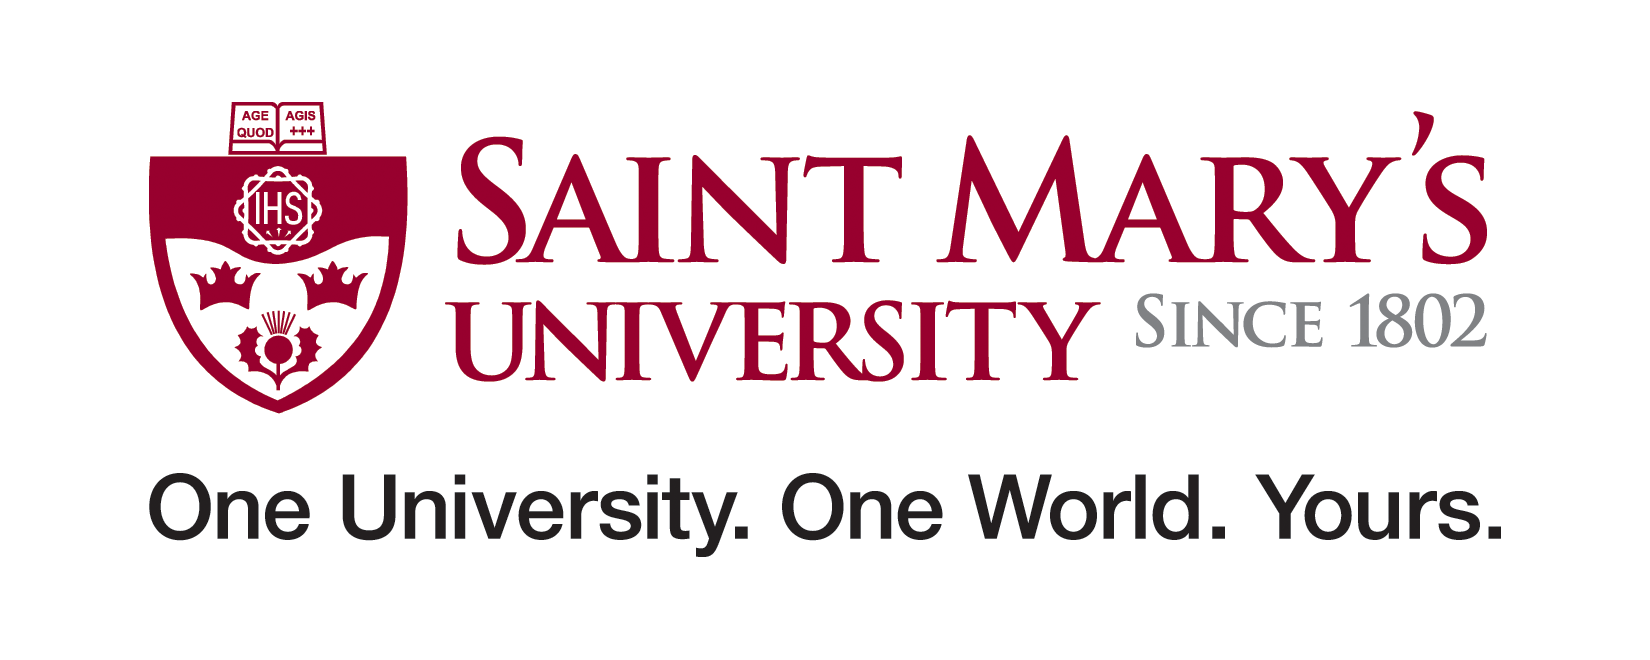 AGE AGIS
QUOD +++
IHS
SAINT MARY'S
UNIVERSITY SINCE 1802
One University. One World. Yours.